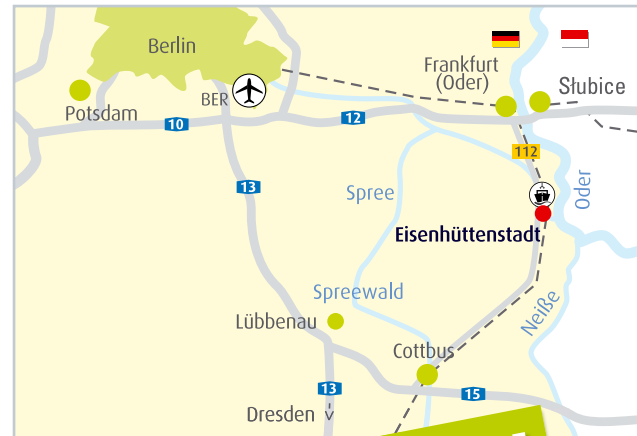 Berlin
Frankfurt
(Oder)
Słubice
BER
Potsdam
10
12
112
13
Spree
Oder
Eisenhüttenstadt
Spreewald
Lübbenau
Neiße
Cottbus
13
15
Dresden